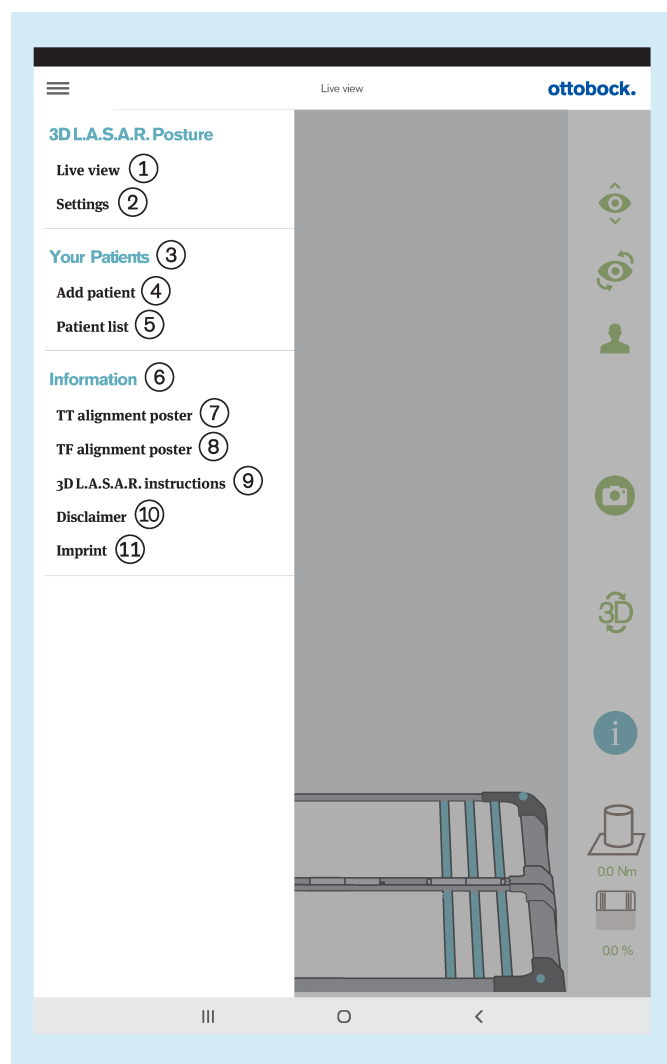 Live view
ottobock.
3D L.A.S.A.R. Posture
Live view 1
Settings 2
Your Patients 3
Add patient 4
Patient list 5
Information 6
TT alignment poster 7
TF alignment poster 8
3D L.A.S.A.R. instructions 9
Disclaimer 10
Imprint 11
3D
i
0.0 Nm
0.0 %